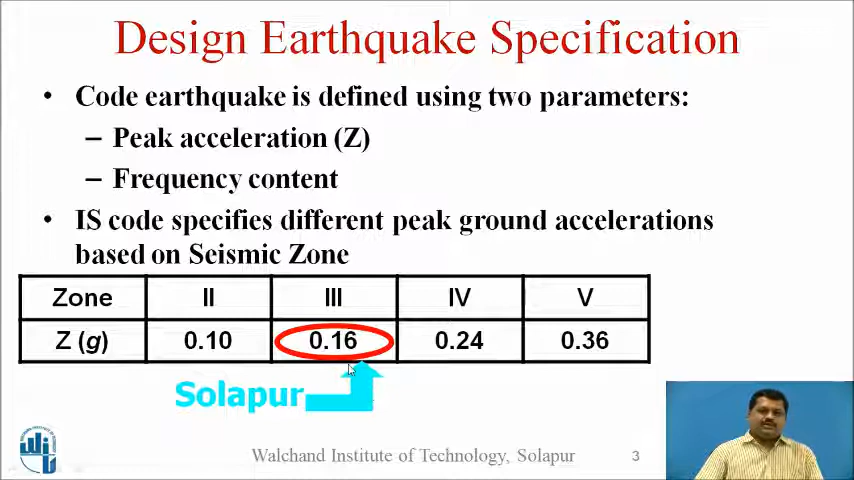 Design Earthquake Specification
• Code earthquake is defined using two parameters:
– Peak acceleration (Z)
– Frequency content
• IS code specifies different peak ground accelerations
based on Seismic Zone
Zone II III IV V
Z (g) 0.10 0.16 0.24 0.36
Solapur
Walchand Institute of Technology, Solapur 3